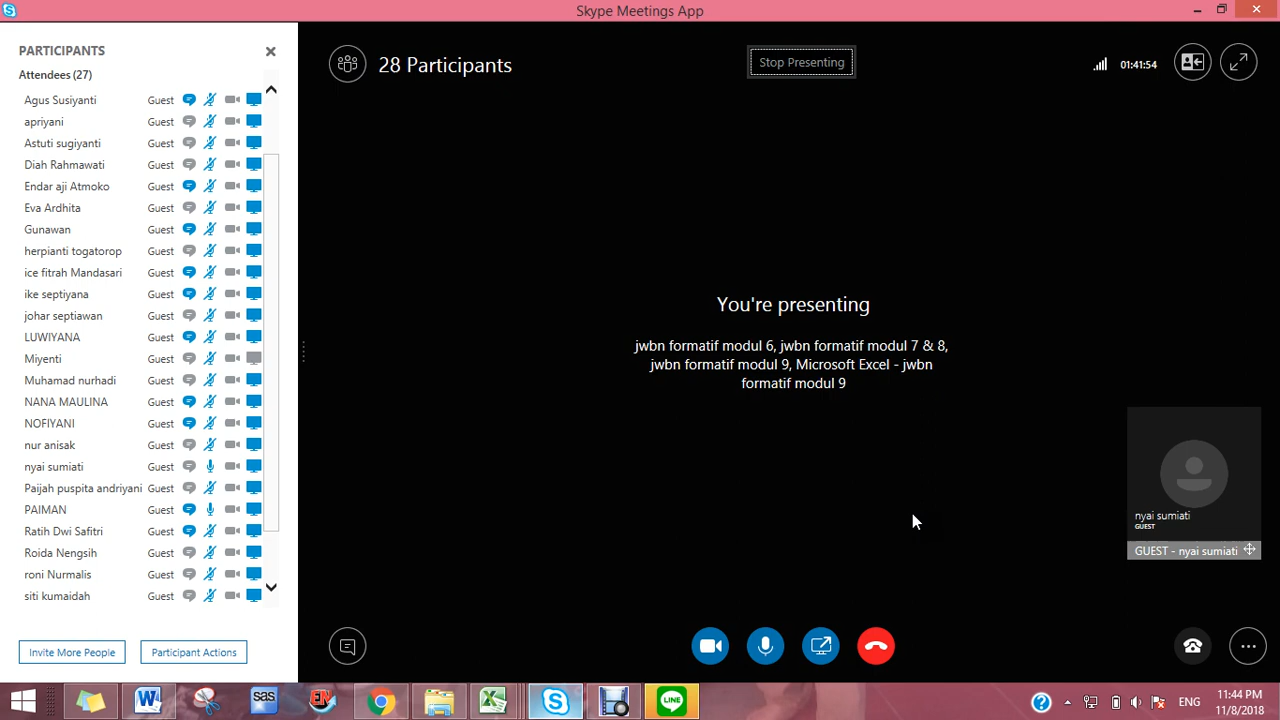 Skype Meetings App
PARTICIPANTS
Attendees (27)
Agus Susiyanti Guest
apriyani Guest
Astuti sugiyanti Guest
Diah Rahmawati Guest
Endar aji Atmoko Guest
Eva Ardhita Guest
Gunawan Guest
herpianti togatorop Guest
ice fitrah Mandasari Guest
ike septiyana Guest
johar septiawan Guest
LUWIYANA Guest
Miyenti Guest
Muhamad nurhadi Guest
NANA MAULINA Guest
NOFIYANI Guest
nur anisak Guest
nyai sumiati Guest
Paijah puspita andriyani Guest
PAIMAN Guest
Ratih Dwi Safitri Guest
Roida Nengsih Guest
roni Nurmalis Guest
siti kumaidah Guest
Invite More People
Participant Actions
28 Participants
Stop Presenting
01:41:54
You're presenting
jwbn formatif modul 6, jwbn formatif modul 7 & 8,
jwbn formatif modul 9, Microsoft Excel - jwbn
formatif modul 9
nyai sumiati
GUEST
GUEST - nyai sumiati
sas
EN
LINE
ENG
11:44 PM
11/8/2018